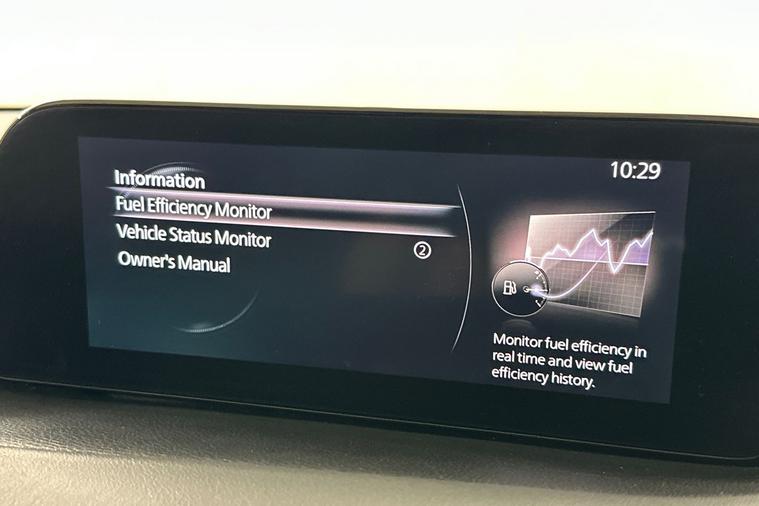 10:29
Information
Fuel Efficiency Monitor
Vehicle Status Monitor
2
Owner's Manual
Monitor fuel efficiency in
real time and view fuel
efficiency history.